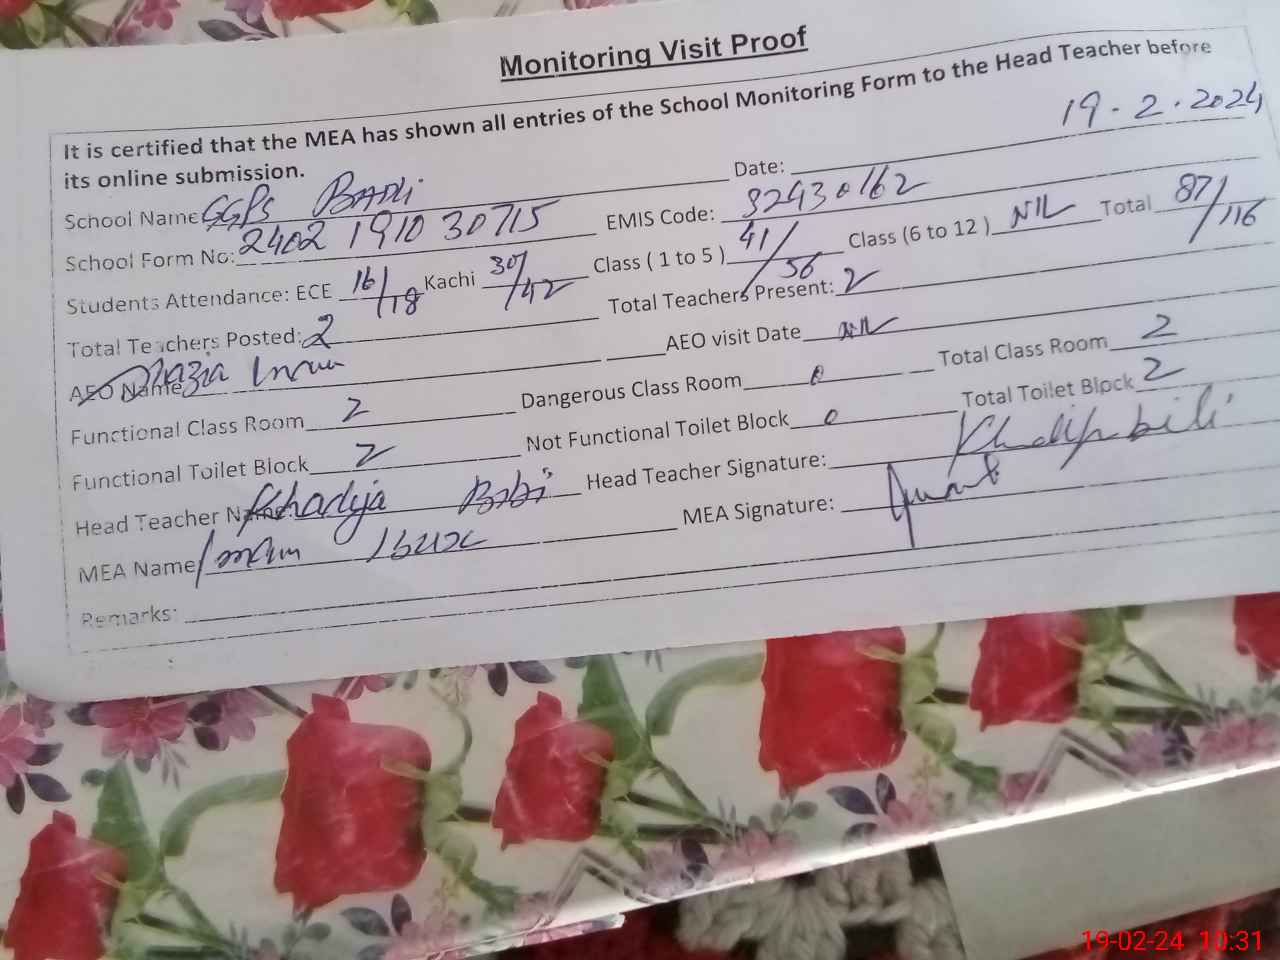 Monitoring Visit Proof
It is certified that the MEA has shown all entries of the School Monitoring Form to the Head Teacher before
its online submission.
Date: 19-2-2024
School Name GGPS BADLi
EMIS Code: 32430162
School Form No: 2402 1910 30715
Class ( 1 to 5 ) 41/56 Class (6 to 12 ) NIL Total 87/116
Students Attendance: ECE 16/18 Kachi 30/42
Total Teachers Present: 2
Total Teachers Posted: 2
AEO visit Date NIL
AEO Name Shazia
Total Class Room 2
Dangerous Class Room 0
Functional Class Room 2
Total Toilet Block 2
Not Functional Toilet Block 0
Functional Toilet Block 2
Head Teacher Signature:
Head Teacher Name: Khadija Bibi
MEA Signature:
MEA Name Imam
Remarks:
19-02-24 10:31